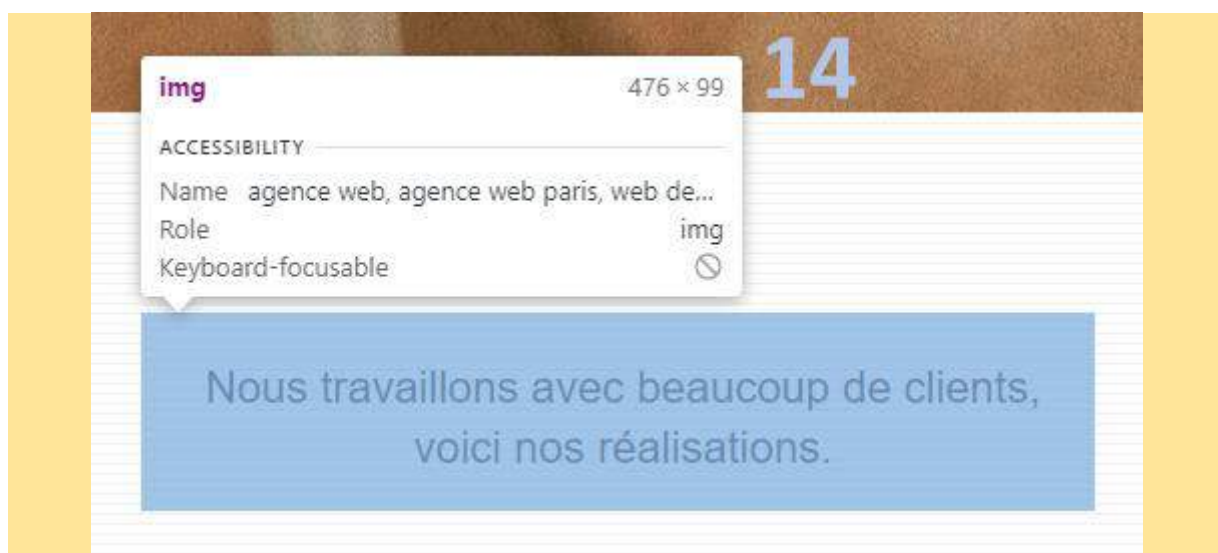 14
img 476 × 99
ACCESSIBILITY
Name agence web, agence web paris, web de...
Role img
Keyboard-focusable
Nous travaillons avec beaucoup de clients,
voici nos réalisations.